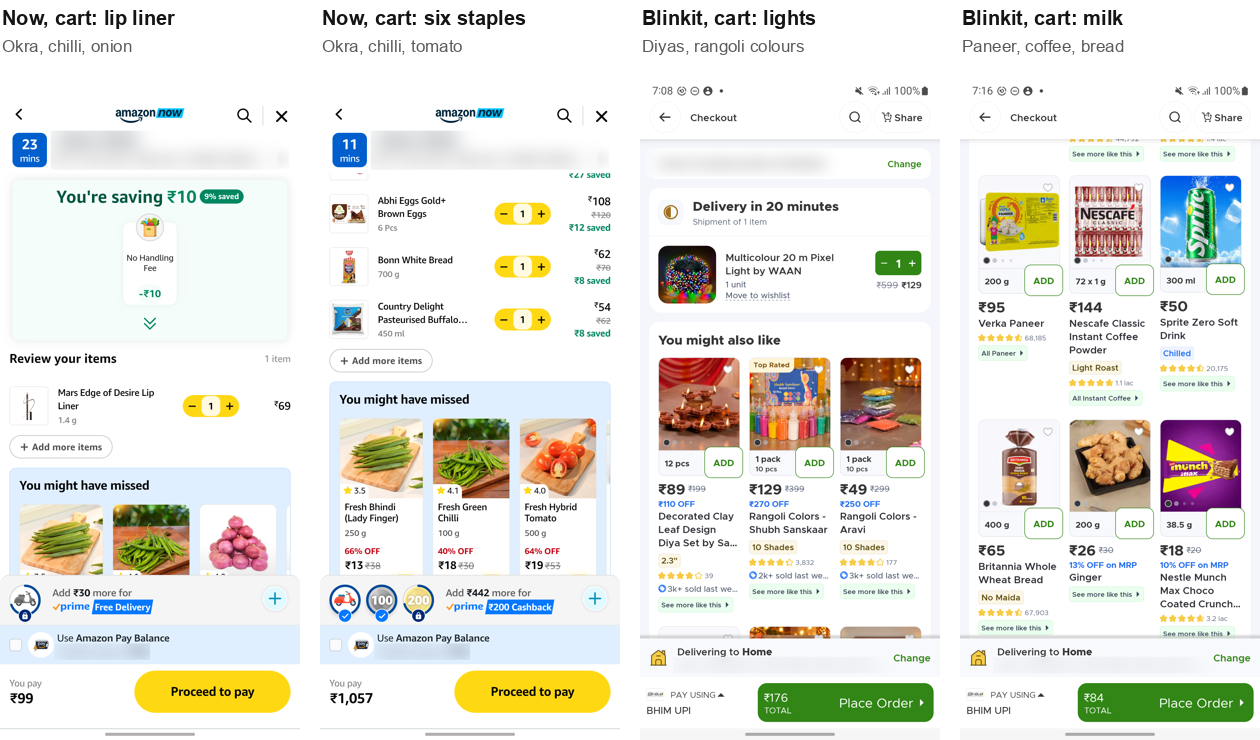 Now, cart: lip liner
Okra, chilli, onion
amazon now
23
mins
You're saving ₹10 9% saved
No Handling
Fee
-₹10
Review your items
1 item
Mars Edge of Desire Lip
Liner
1.4 g
− 1 +
₹69
+ Add more items
You might have missed
Add ₹30 more for
prime Free Delivery
+
Use Amazon Pay Balance
You pay
₹99
Proceed to pay
Now, cart: six staples
Okra, chilli, tomato
amazon now
11
mins
₹27 saved
Abhi Eggs Gold+
Brown Eggs
6 Pcs
− 1 +
₹108
₹120
₹12 saved
Bonn White Bread
700 g
− 1 +
₹62
₹70
₹8 saved
Country Delight
Pasteurised Buffalo...
450 ml
− 1 +
₹54
₹62
₹8 saved
+ Add more items
You might have missed
3.5
Fresh Bhindi
(Lady Finger)
250 g
66% OFF
₹13 ₹38
4.1
Fresh Green
Chilli
100 g
40% OFF
₹18 ₹30
4.0
Fresh Hybrid
Tomato
500 g
64% OFF
₹19 ₹53
100
200
Add ₹442 more for
prime ₹200 Cashback
+
Use Amazon Pay Balance
You pay
₹1,057
Proceed to pay
Blinkit, cart: lights
Diyas, rangoli colours
7:08
100%
Checkout
Share
Change
Delivery in 20 minutes
Shipment of 1 item
Multicolour 20 m Pixel
Light by WAAN
1 unit
Move to wishlist
− 1 +
₹599 ₹129
You might also like
12 pcs
ADD
₹89 ₹199
₹110 OFF
Decorated Clay
Leaf Design
Diya Set by Sa...
2.3"
39
3k+ sold last we...
See more like this
Top Rated
1 pack
10 pcs
ADD
₹129 ₹399
₹270 OFF
Rangoli Colors -
Shubh Sanskaar
10 Shades
3,832
2k+ sold last we...
See more like this
1 pack
10 pcs
ADD
₹49 ₹299
₹250 OFF
Rangoli Colors -
Aravi
10 Shades
177
3k+ sold last we...
See more like this
Delivering to Home
Change
PAY USING
BHIM UPI
₹176
TOTAL
Place Order
Blinkit, cart: milk
Paneer, coffee, bread
7:16
100%
Checkout
Share
See more like this
See more like this
200 g
ADD
₹95
Verka Paneer
68,185
All Paneer
NESCAFE
CLASSIC
72 x 1 g
ADD
₹144
Nescafe Classic
Instant Coffee
Powder
Light Roast
1.1 lac
All Instant Coffee
Sprite
300 ml
ADD
₹50
Sprite Zero Soft
Drink
Chilled
20,175
See more like this
400 g
ADD
₹65
Britannia Whole
Wheat Bread
No Maida
67,903
See more like this
200 g
ADD
₹26 ₹30
13% OFF on MRP
Ginger
See more like this
munch
max
38.5 g
ADD
₹18 ₹20
10% OFF on MRP
Nestle Munch
Max Choco
Coated Crunch...
3.2 lac
See more like this
Delivering to Home
Change
PAY USING
BHIM UPI
₹84
TOTAL
Place Order